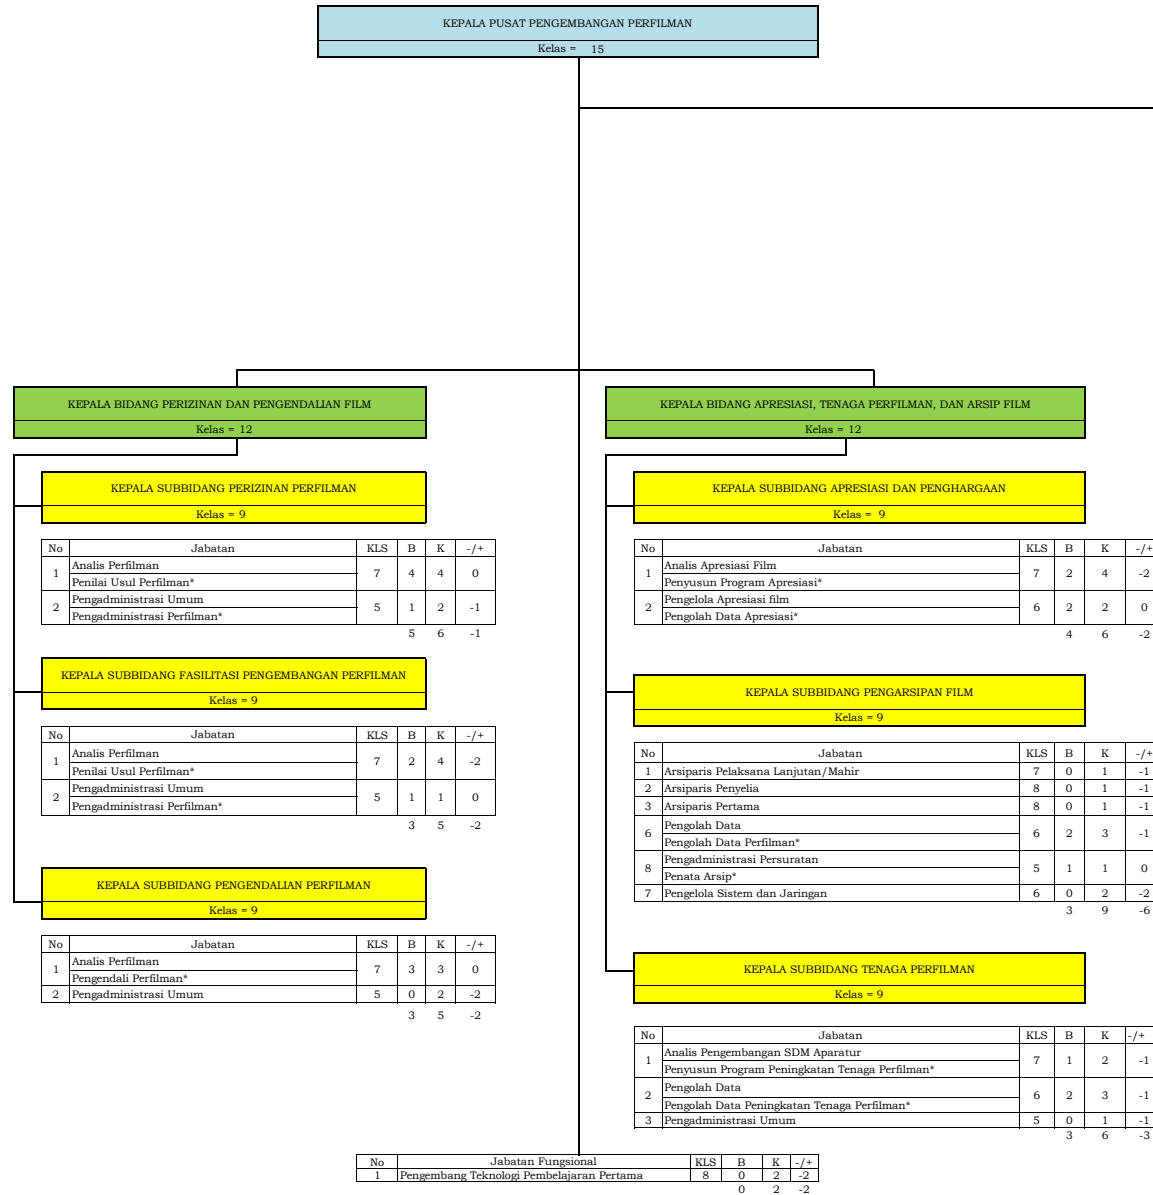 KEPALA PUSAT PENGEMBANGAN PERFILMAN
Kelas = 15
KEPALA BIDANG PERIZINAN DAN PENGENDALIAN FILM
Kelas = 12
KEPALA SUBBIDANG PERIZINAN PERFILMAN
Kelas = 9
No Jabatan KLS B K -/+
1 Analis Perfilman 7 4 4 0
Penilai Usul Perfilman*
2 Pengadministrasi Umum 5 1 2 -1
Pengadministrasi Perfilman*
5 6 -1
KEPALA SUBBIDANG FASILITASI PENGEMBANGAN PERFILMAN
Kelas = 9
No Jabatan KLS B K -/+
1 Analis Perfilman 7 2 4 -2
Penilai Usul Perfilman*
2 Pengadministrasi Umum 5 1 1 0
Pengadministrasi Perfilman*
3 5 -2
KEPALA SUBBIDANG PENGENDALIAN PERFILMAN
Kelas = 9
No Jabatan KLS B K -/+
1 Analis Perfilman 7 3 3 0
Pengendali Perfilman*
2 Pengadministrasi Umum 5 0 2 -2
3 5 -2
KEPALA BIDANG APRESIASI, TENAGA PERFILMAN, DAN ARSIP FILM
Kelas = 12
KEPALA SUBBIDANG APRESIASI DAN PENGHARGAAN
Kelas = 9
No Jabatan KLS B K -/+
1 Analis Apresiasi Film 7 2 4 -2
Penyusun Program Apresiasi*
2 Pengelola Apresiasi film 6 2 2 0
Pengolah Data Apresiasi*
4 6 -2
KEPALA SUBBIDANG PENGARSIPAN FILM
Kelas = 9
No Jabatan KLS B K -/+
1 Arsiparis Pelaksana Lanjutan/Mahir 7 0 1 -1
2 Arsiparis Penyelia 8 0 1 -1
3 Arsiparis Pertama 8 0 1 -1
6 Pengolah Data 6 2 3 -1
Pengolah Data Perfilman*
8 Pengadministrasi Persuratan 5 1 1 0
Penata Arsip*
7 Pengelola Sistem dan Jaringan 6 0 2 -2
3 9 -6
KEPALA SUBBIDANG TENAGA PERFILMAN
Kelas = 9
No Jabatan KLS B K -/+
1 Analis Pengembangan SDM Aparatur 7 1 2 -1
Penyusun Program Peningkatan Tenaga Perfilman*
2 Pengolah Data 6 2 3 -1
Pengolah Data Peningkatan Tenaga Perfilman*
3 Pengadministrasi Umum 5 0 1 -1
3 6 -3
No Jabatan Fungsional KLS B K -/+
1 Pengembang Teknologi Pembelajaran Pertama 8 0 2 -2
0 2 -2